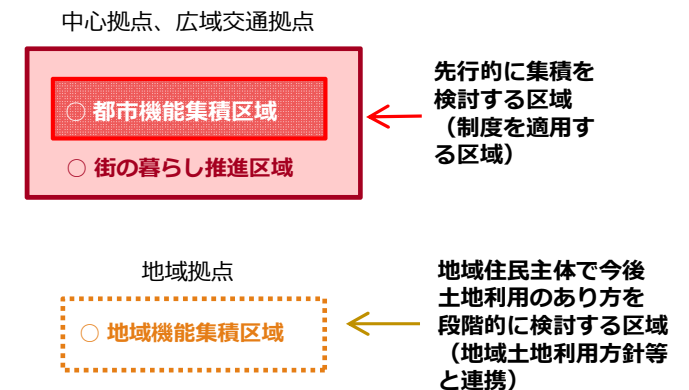 中心拠点、広域交通拠点
○ 都市機能集積区域
○ 街の暮らし推進区域
先行的に集積を
検討する区域
（制度を適用す
る区域）
地域拠点
○ 地域機能集積区域
地域住民主体で今後
土地利用のあり方を
段階的に検討する区域
（地域土地利用方針等
と連携）